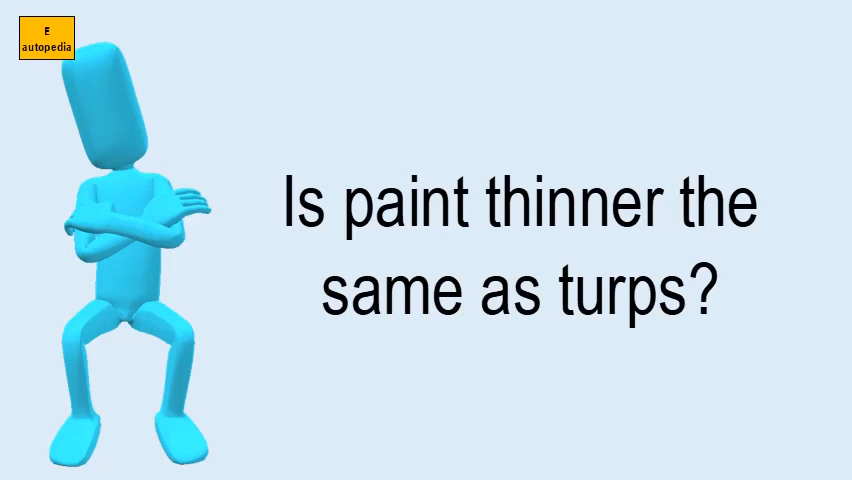 E
autopedia
Is paint thinner the
same as turps?